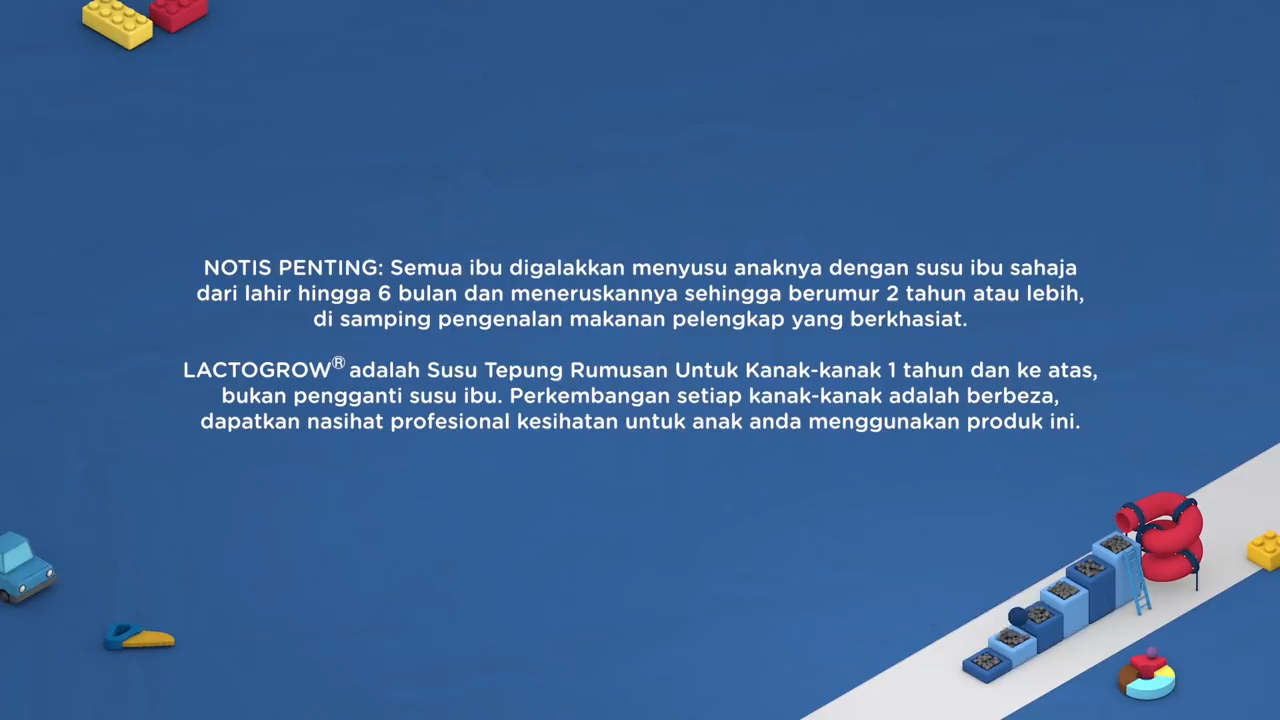 NOTIS PENTING: Semua ibu digalakkan menyusu anaknya dengan susu ibu sahaja
dari lahir hingga 6 bulan dan meneruskannya sehingga berumur 2 tahun atau lebih,
di samping pengenalan makanan pelengkap yang berkhasiat.
LACTOGROW® adalah Susu Tepung Rumusan Untuk Kanak-kanak 1 tahun dan ke atas,
bukan pengganti susu ibu. Perkembangan setiap kanak-kanak adalah berbeza,
dapatkan nasihat profesional kesihatan untuk anak anda menggunakan produk ini.